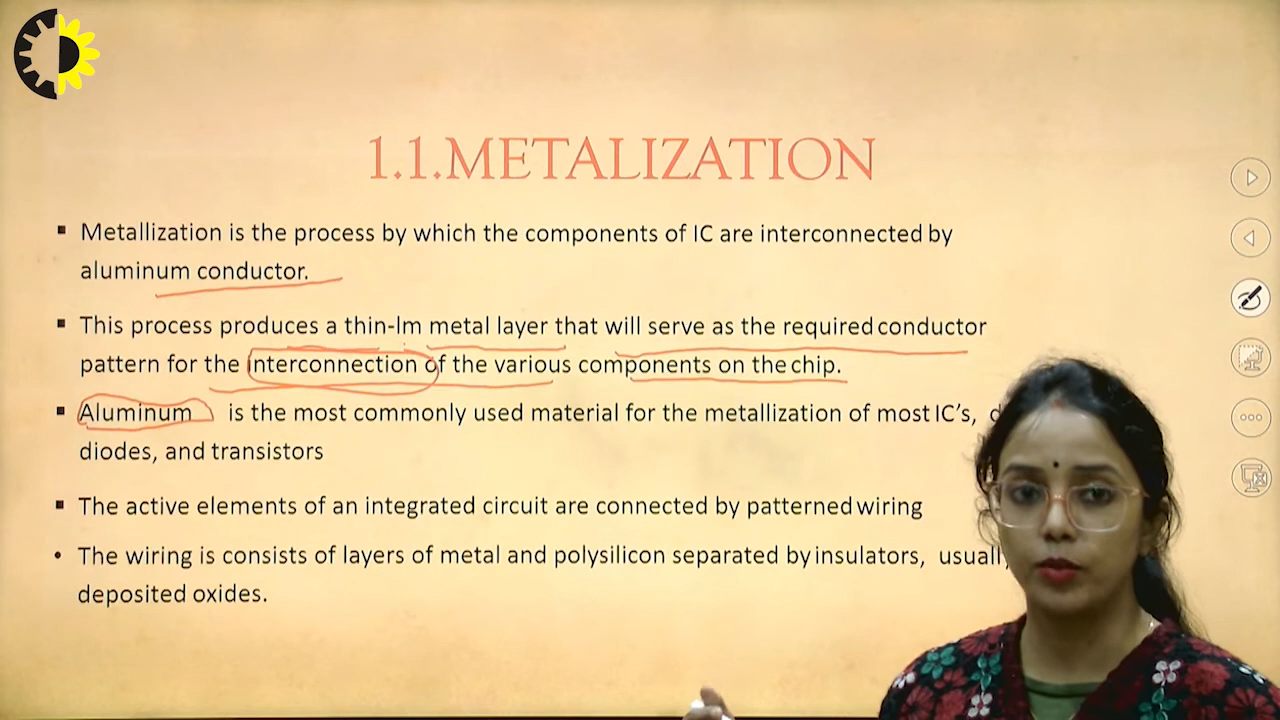 1.1.METALIZATION
▪ Metallization is the process by which the components of IC are interconnected by
aluminum conductor.
▪ This process produces a thin-lm metal layer that will serve as the required conductor
pattern for the interconnection of the various components on the chip.
▪ Aluminum is the most commonly used material for the metallization of most IC’s,
diodes, and transistors
▪ The active elements of an integrated circuit are connected by patterned wiring
• The wiring is consists of layers of metal and polysilicon separated by insulators,
deposited oxides.